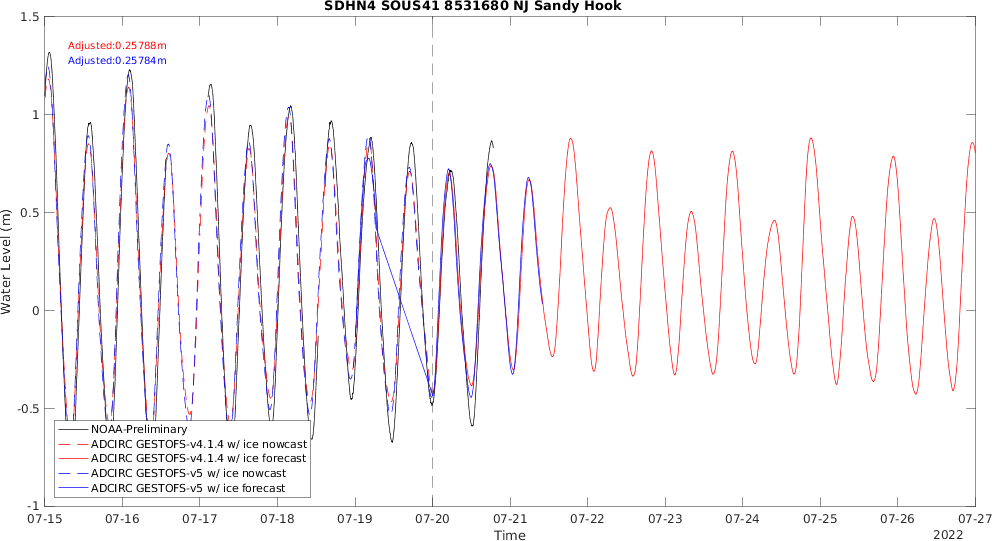 SDHN4 SOUS41 8531680 NJ Sandy Hook
Adjusted:0.25788m
Adjusted:0.25784m
1.5
1
0.5
0
-0.5
-1
Water Level (m)
NOAA-Preliminary
ADCIRC GESTOFS-v4.1.4 w/ ice nowcast
ADCIRC GESTOFS-v4.1.4 w/ ice forecast
ADCIRC GESTOFS-v5 w/ ice nowcast
ADCIRC GESTOFS-v5 w/ ice forecast
07-15 07-16 07-17 07-18 07-19 07-20 07-21 07-22 07-23 07-24 07-25 07-26 07-27
Time
2022